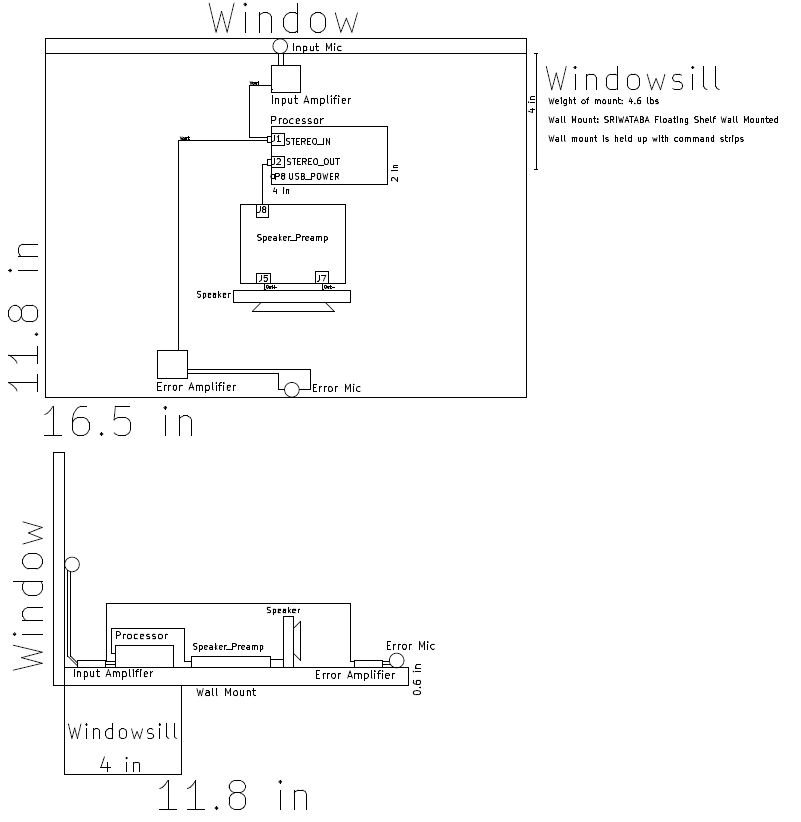 Window
Input Mic
Windowsill
Weight of mount: 4.6 lbs
Wall Mount: SRIWATABA Floating Shelf Wall Mounted
Wall mount is held up with command strips
4 in
Vout
Input Amplifier
Processor
Vout
J1
STEREO_IN
J2
STEREO_OUT
P8
USB_POWER
2 in
4 in
J8
Speaker_Preamp
J5
J7
Out+
Out-
Speaker
11.8 in
Error Amplifier
Error Mic
16.5 in
Window
Speaker
Processor
Speaker_Preamp
Error Mic
Input Amplifier
Error Amplifier
0.6 in
Wall Mount
Windowsill
4 in
11.8 in